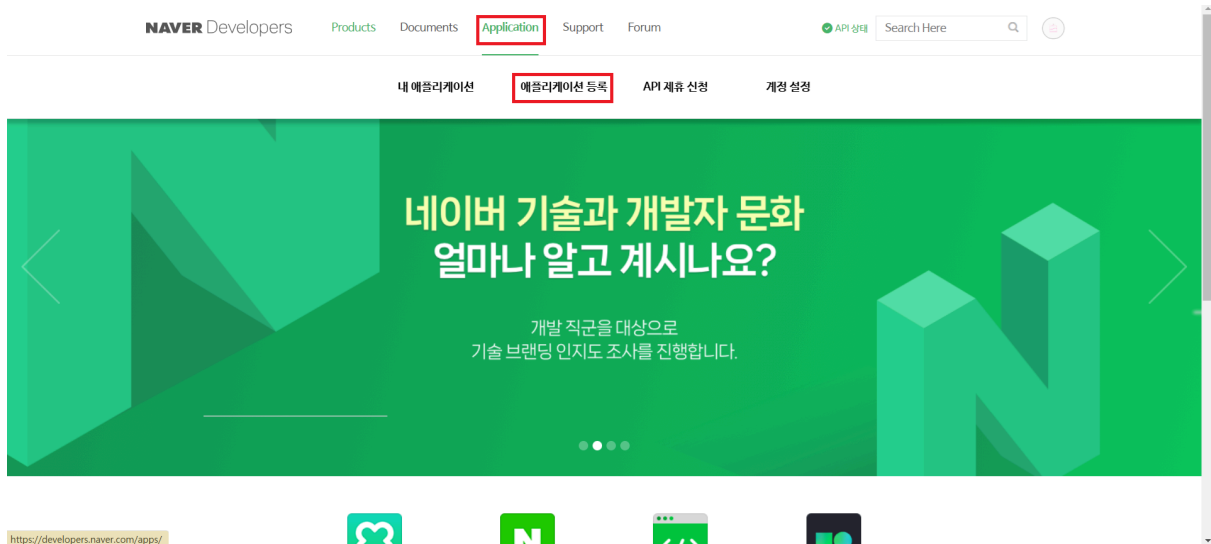 NAVER Developers
Products Documents Application Support Forum
API 상태
Search Here
내 애플리케이션 애플리케이션 등록 API 제휴 신청 계정 설정
네이버 기술과 개발자 문화
얼마나 알고 계시나요?
개발 직군을 대상으로
기술 브랜딩 인지도 조사를 진행합니다.
https://developers.naver.com/apps/